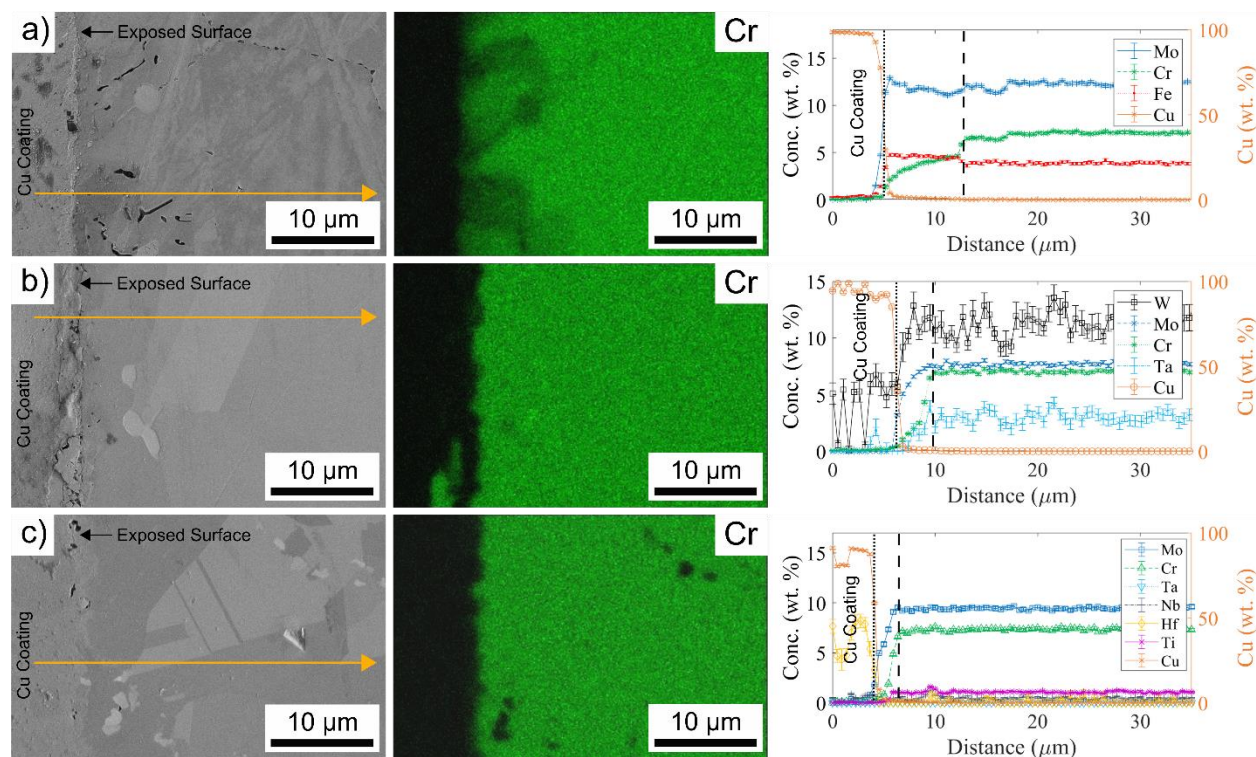 a)
Exposed Surface
Cu Coating
10 µm
Cr
10 µm
Conc. (wt. %)
15
10
5
0
Cu Coating
Mo
Cr
Fe
Cu
100
50
0
Cu (wt. %)
0 10 20 30
Distance (µm)
b)
Exposed Surface
Cu Coating
10 µm
Cr
10 µm
Conc. (wt. %)
15
10
5
0
Cu Coating
W
Mo
Cr
Ta
Cu
100
50
0
Cu (wt. %)
0 10 20 30
Distance (µm)
c)
Exposed Surface
Cu Coating
10 µm
Cr
10 µm
Conc. (wt. %)
15
10
5
0
Cu Coating
Mo
Cr
Ta
Nb
Hf
Ti
Cu
100
50
0
Cu (wt. %)
0 10 20 30
Distance (µm)